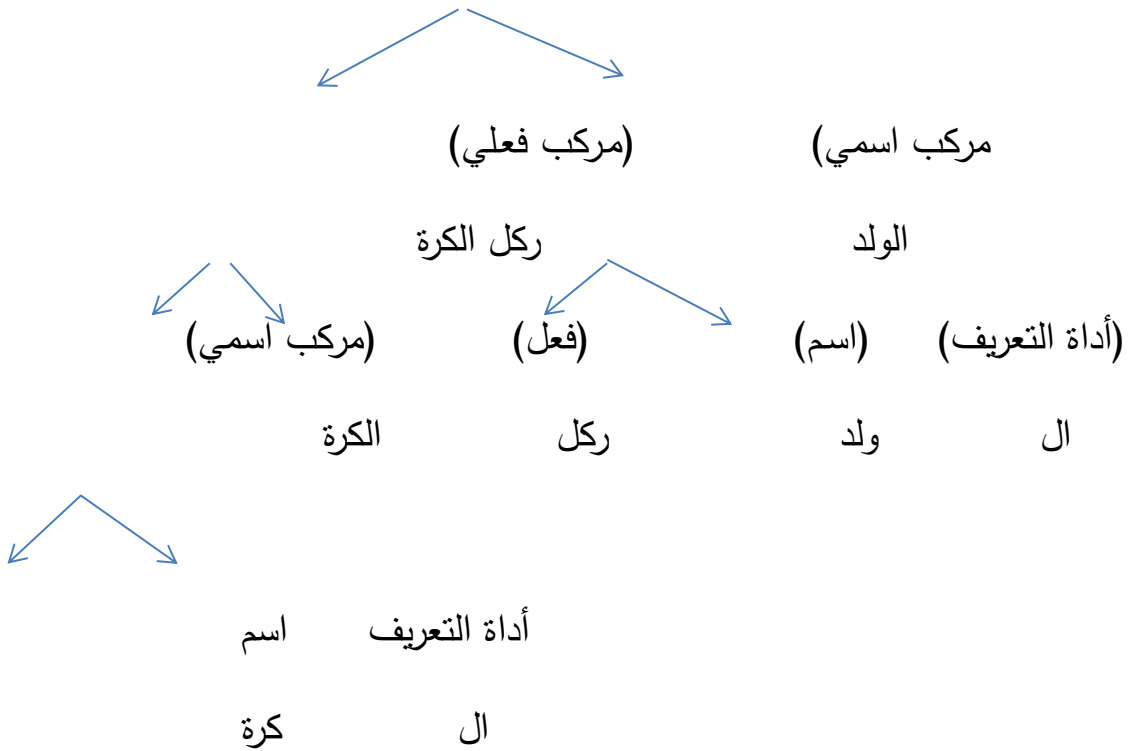 مركب اسمي) (مركب فعلي)
الولد ركل الكرة
(أداة التعريف) (اسم) (فعل) (مركب اسمي)
ال ولد ركل الكرة
أداة التعريف اسم
ال كرة